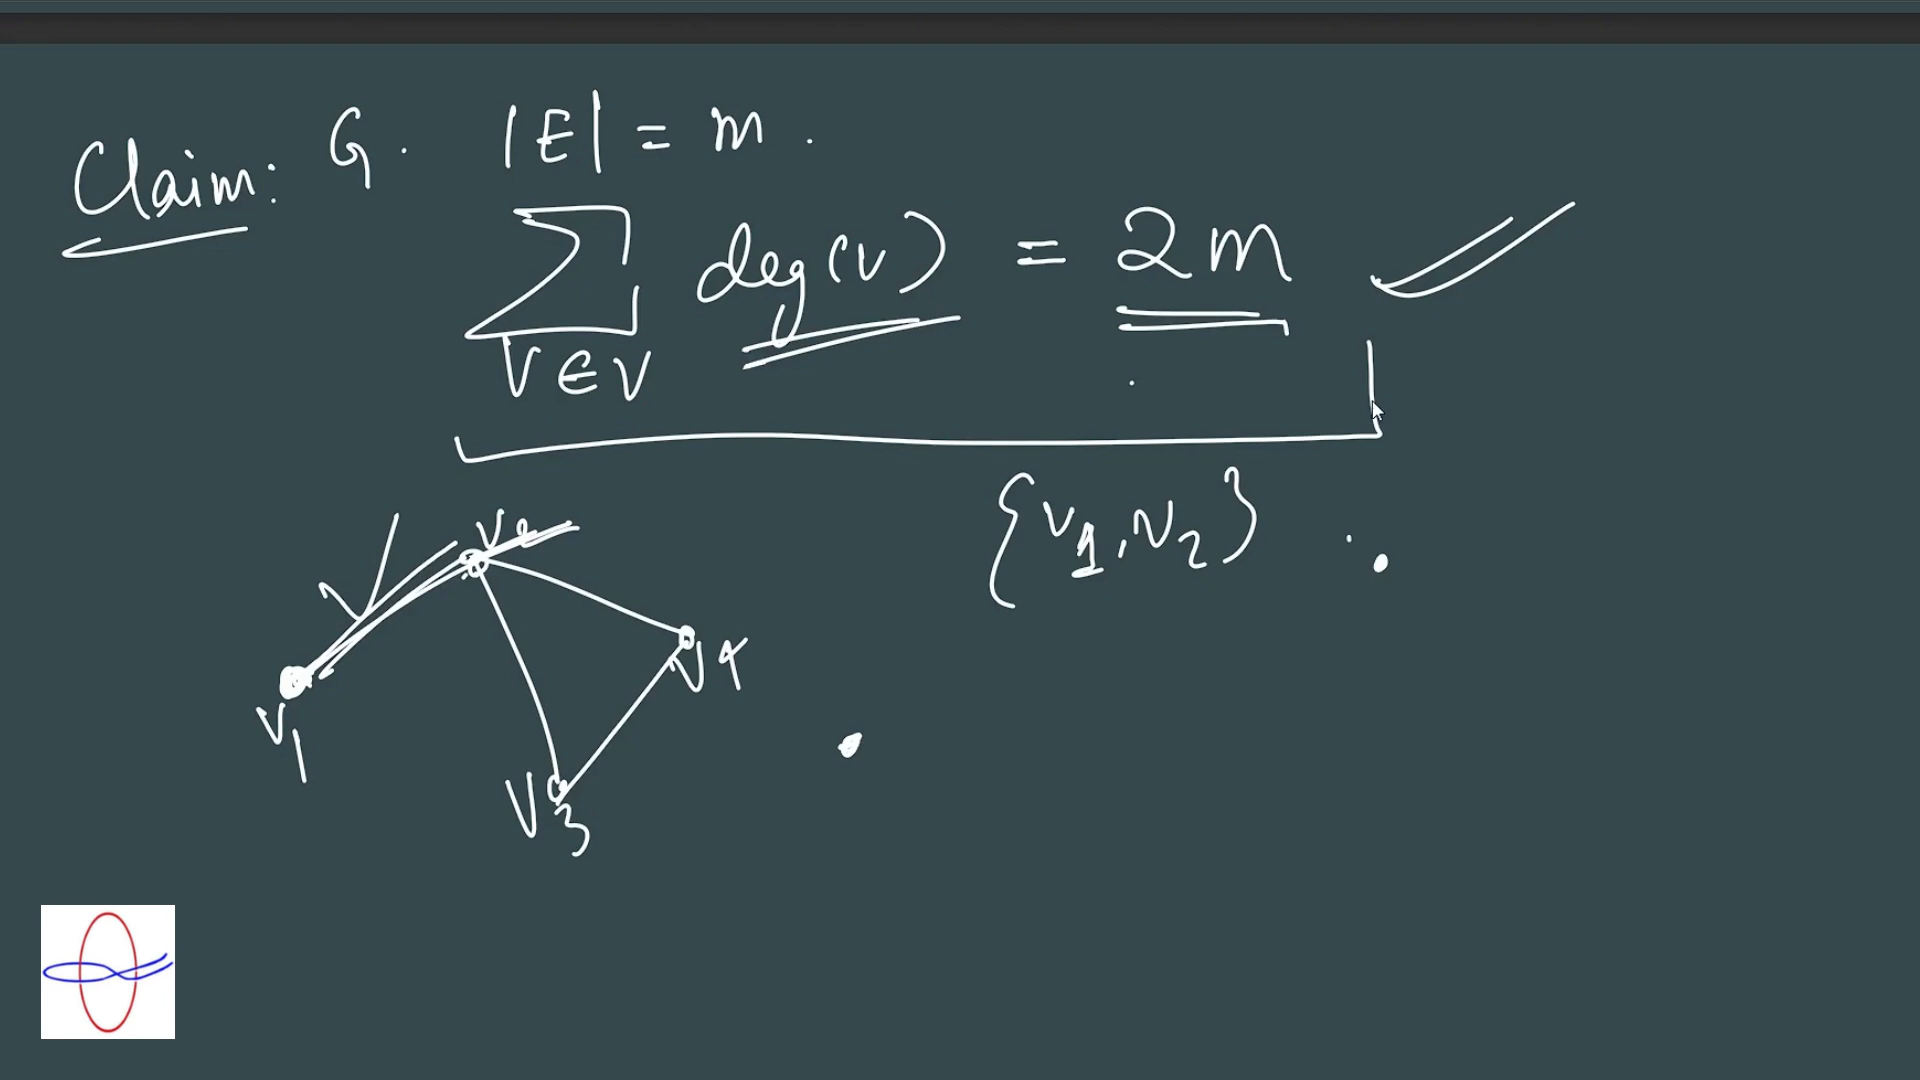 Claim: G. |E| = m.
∑ deg(v) = 2m
v∈V
{v1, v2}
v2
v4
v1
v3